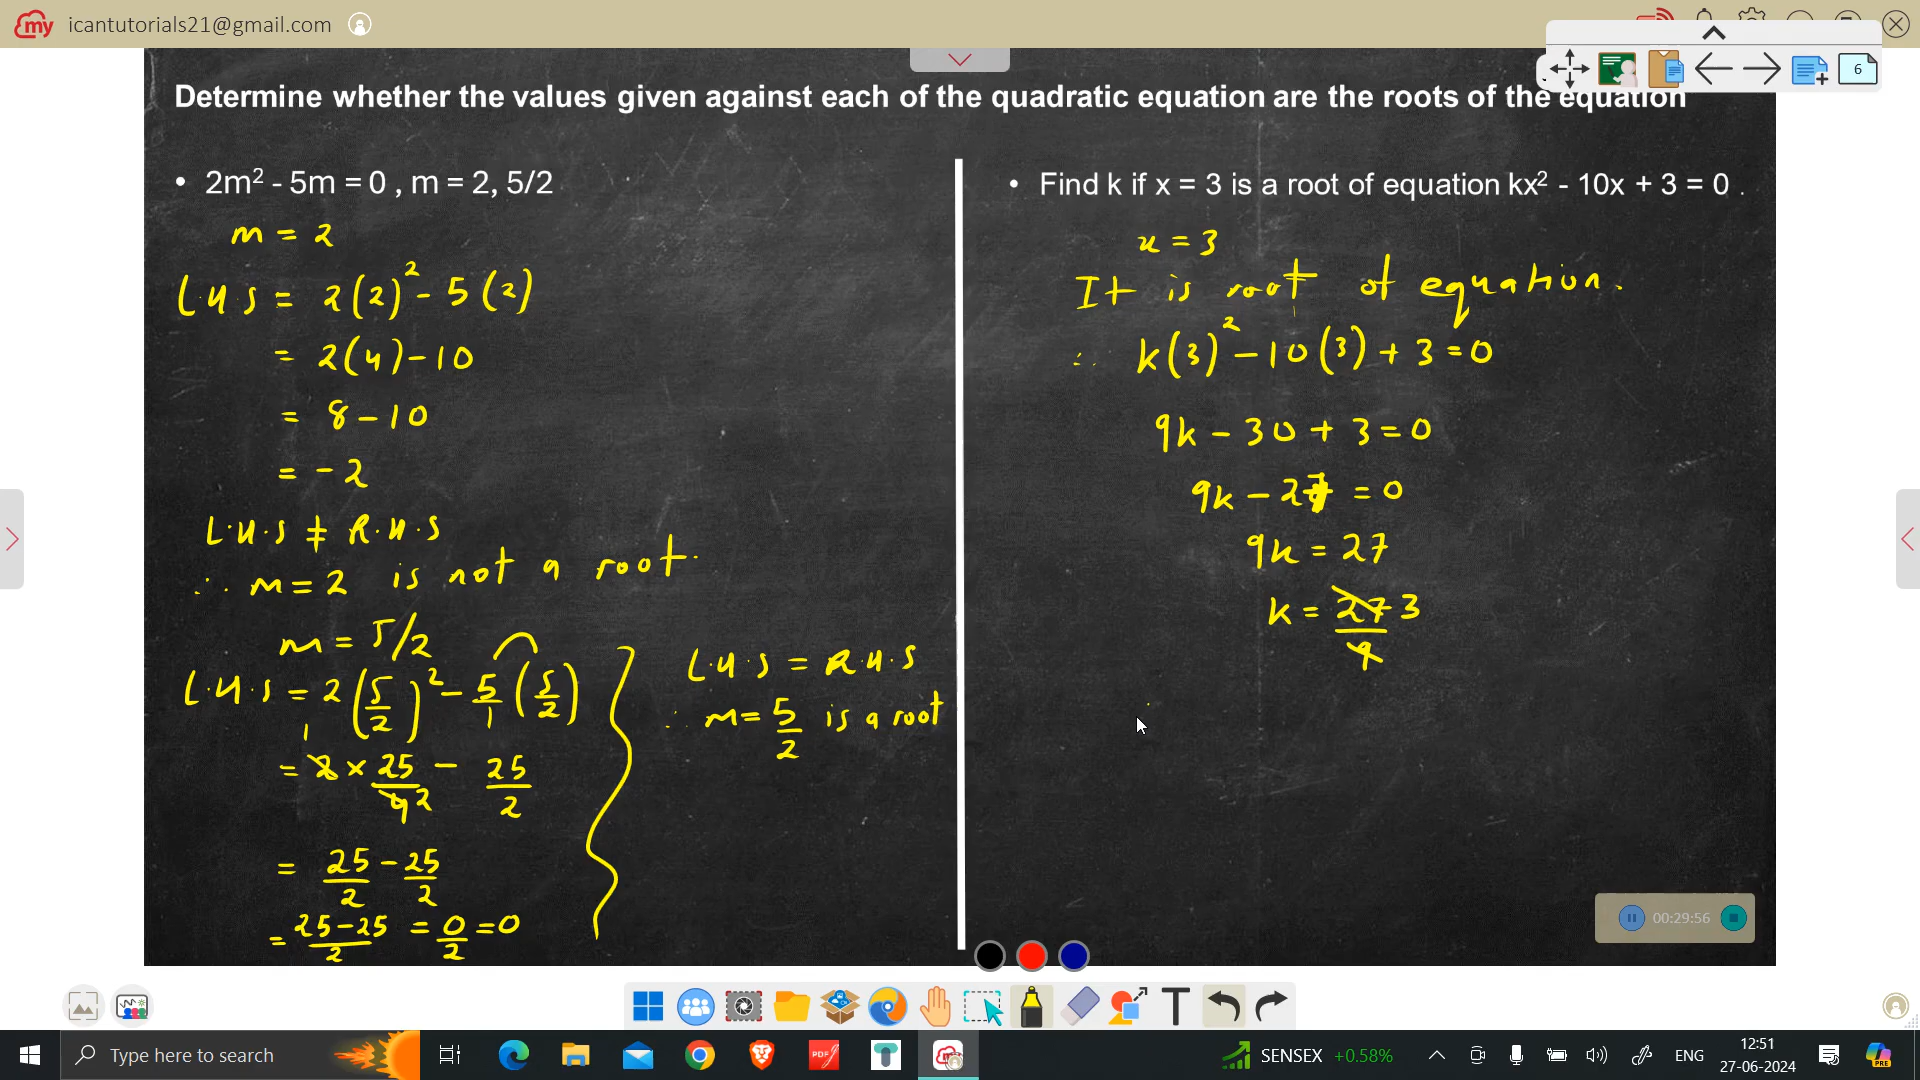 icantutorials21@gmail.com
6
Determine whether the values given against each of the quadratic equation are the roots of the equation
• 2m² - 5m = 0 , m = 2, 5/2
m = 2
L.H.S = 2(2)² - 5(2)
= 2(4) - 10
= 8 - 10
= - 2
L.H.S ≠ R.H.S
∴ m = 2 is not a root.
m = 5/2
L.H.S = 2(5/2)² - 5/1 (5/2)
= 2 × 25/4 2 - 25/2
1
= 25/2 - 25/2
= 25-25/2 = 0/2 = 0
L.H.S = R.H.S
∴ m = 5/2 is a root
• Find k if x = 3 is a root of equation kx² - 10x + 3 = 0 .
x = 3
It is root of equation.
∴ k(3)² - 10(3) + 3 = 0
9k - 30 + 3 = 0
9k - 27 = 0
9k = 27
k = 27/9 3
00:29:56
Type here to search
SENSEX +0.58%
ENG
12:51
27-06-2024